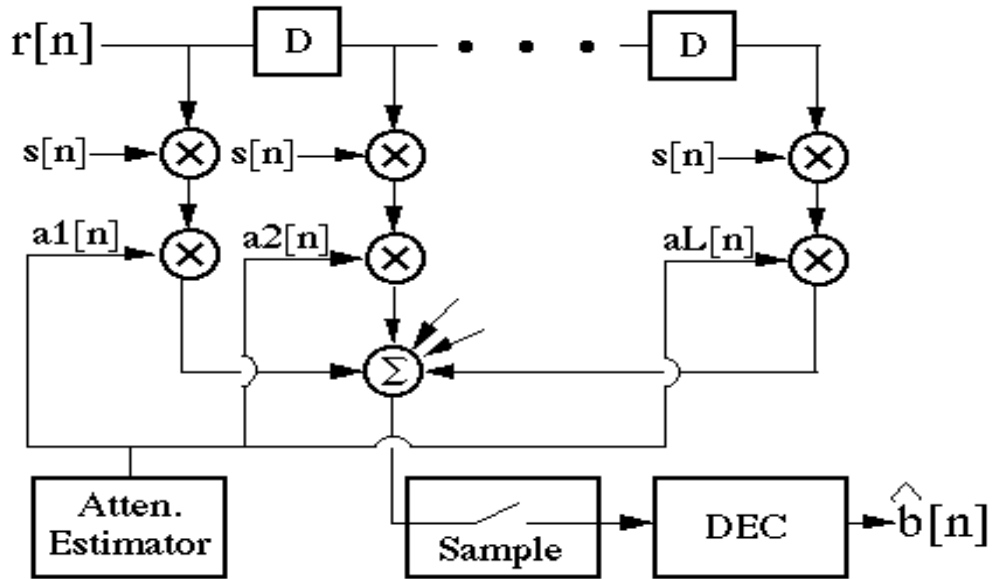 r[n]
D
D
s[n]
s[n]
s[n]
a1[n]
a2[n]
aL[n]
Σ
Atten.
Estimator
Sample
DEC
b̂[n]